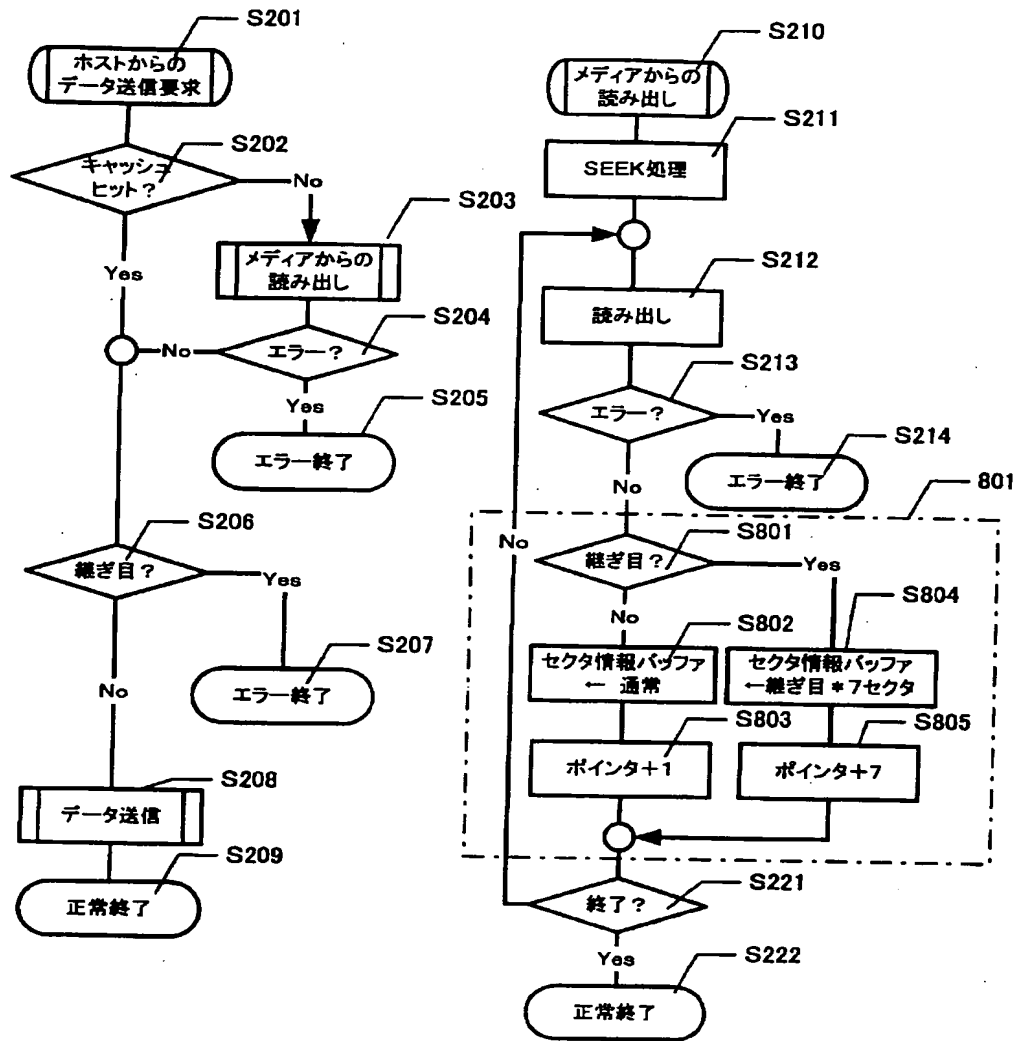 S201
ホストからの
データ送信要求
S202
キャッシュ
ヒット？
No
Yes
S203
メディアからの
読み出し
S204
エラー？
No
Yes
S205
エラー終了
S206
継ぎ目？
Yes
S207
エラー終了
No
S208
データ送信
S209
正常終了
S210
メディアからの
読み出し
S211
SEEK処理
S212
読み出し
S213
エラー？
Yes
S214
エラー終了
No
801
S801
継ぎ目？
Yes
No
No
S802
セクタ情報バッファ
← 通常
S803
ポインタ＋1
S804
セクタ情報バッファ
←継ぎ目＊7セクタ
S805
ポインタ＋7
S221
終了？
Yes
S222
正常終了